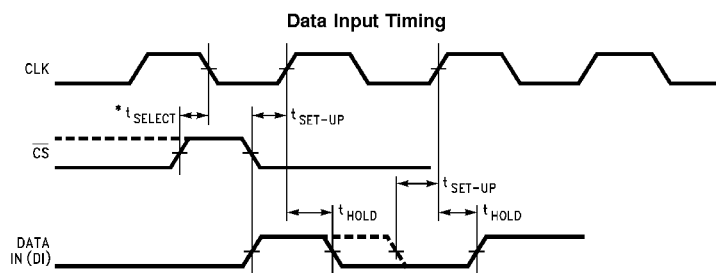 Data Input Timing
CLK
* tSELECT
tSET-UP
CS
tSET-UP
tHOLD
tHOLD
DATA
IN (DI)